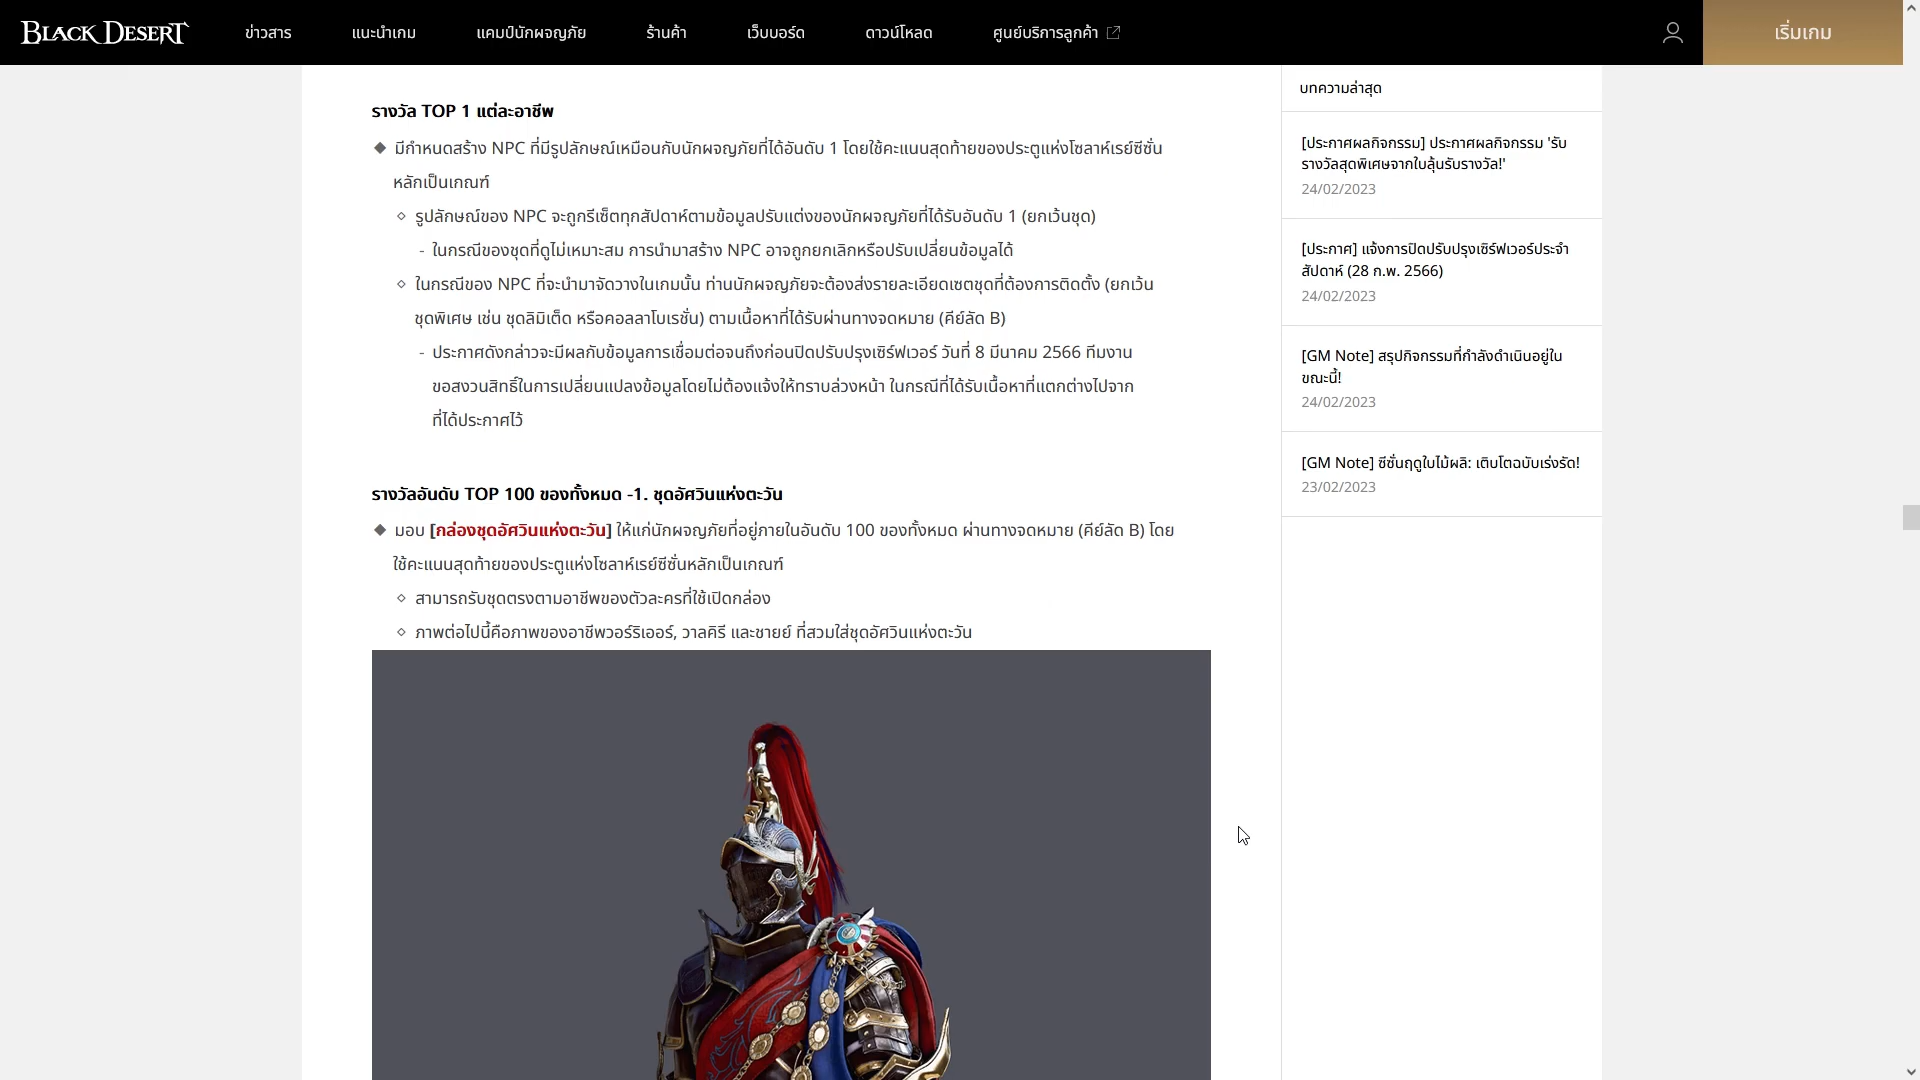 BLACK DESERT
ข่าวสาร
แนะนำเกม
แคมป์นักผจญภัย
ร้านค้า
เว็บบอร์ด
ดาวน์โหลด
ศูนย์บริการลูกค้า
เริ่มเกม
รางวัล TOP 1 แต่ละอาชีพ
◆ มีกำหนดสร้าง NPC ที่มีรูปลักษณ์เหมือนกับนักผจญภัยที่ได้อันดับ 1 โดยใช้คะแนนสุดท้ายของประตูแห่งโซลาห์เรย์ซีซั่น
หลักเป็นเกณฑ์
◇ รูปลักษณ์ของ NPC จะถูกรีเซ็ตทุกสัปดาห์ตามข้อมูลปรับแต่งของนักผจญภัยที่ได้รับอันดับ 1 (ยกเว้นชุด)
- ในกรณีของชุดที่ดูไม่เหมาะสม การนำมาสร้าง NPC อาจถูกยกเลิกหรือปรับเปลี่ยนข้อมูลได้
◇ ในกรณีของ NPC ที่จะนำมาจัดวางในเกมนั้น ท่านนักผจญภัยจะต้องส่งรายละเอียดเซตชุดที่ต้องการติดตั้ง (ยกเว้น
ชุดพิเศษ เช่น ชุดลิมิเต็ด หรือคอลลาโบเรชั่น) ตามเนื้อหาที่ได้รับผ่านทางจดหมาย (คีย์ลัด B)
- ประกาศดังกล่าวจะมีผลกับข้อมูลการเชื่อมต่อจนถึงก่อนปิดปรับปรุงเซิร์ฟเวอร์ วันที่ 8 มีนาคม 2566 ทีมงาน
ขอสงวนสิทธิ์ในการเปลี่ยนแปลงข้อมูลโดยไม่ต้องแจ้งให้ทราบล่วงหน้า ในกรณีที่ได้รับเนื้อหาที่แตกต่างไปจาก
ที่ได้ประกาศไว้
รางวัลอันดับ TOP 100 ของทั้งหมด -1. ชุดอัศวินแห่งตะวัน
◆ มอบ [กล่องชุดอัศวินแห่งตะวัน] ให้แก่นักผจญภัยที่อยู่ภายในอันดับ 100 ของทั้งหมด ผ่านทางจดหมาย (คีย์ลัด B) โดย
ใช้คะแนนสุดท้ายของประตูแห่งโซลาห์เรย์ซีซั่นหลักเป็นเกณฑ์
◇ สามารถรับชุดตรงตามอาชีพของตัวละครที่ใช้เปิดกล่อง
◇ ภาพต่อไปนี้คือภาพของอาชีพวอร์ริเออร์, วาลคิรี และชายย์ ที่สวมใส่ชุดอัศวินแห่งตะวัน
บทความล่าสุด
[ประกาศผลกิจกรรม] ประกาศผลกิจกรรม 'รับ
รางวัลสุดพิเศษจากใบลุ้นรับรางวัล!'
24/02/2023
[ประกาศ] แจ้งการปิดปรับปรุงเซิร์ฟเวอร์ประจำ
สัปดาห์ (28 ก.พ. 2566)
24/02/2023
[GM Note] สรุปกิจกรรมที่กำลังดำเนินอยู่ใน
ขณะนี้!
24/02/2023
[GM Note] ซีซั่นฤดูใบไม้ผลิ: เติบโตฉบับเร่งรัด!
23/02/2023